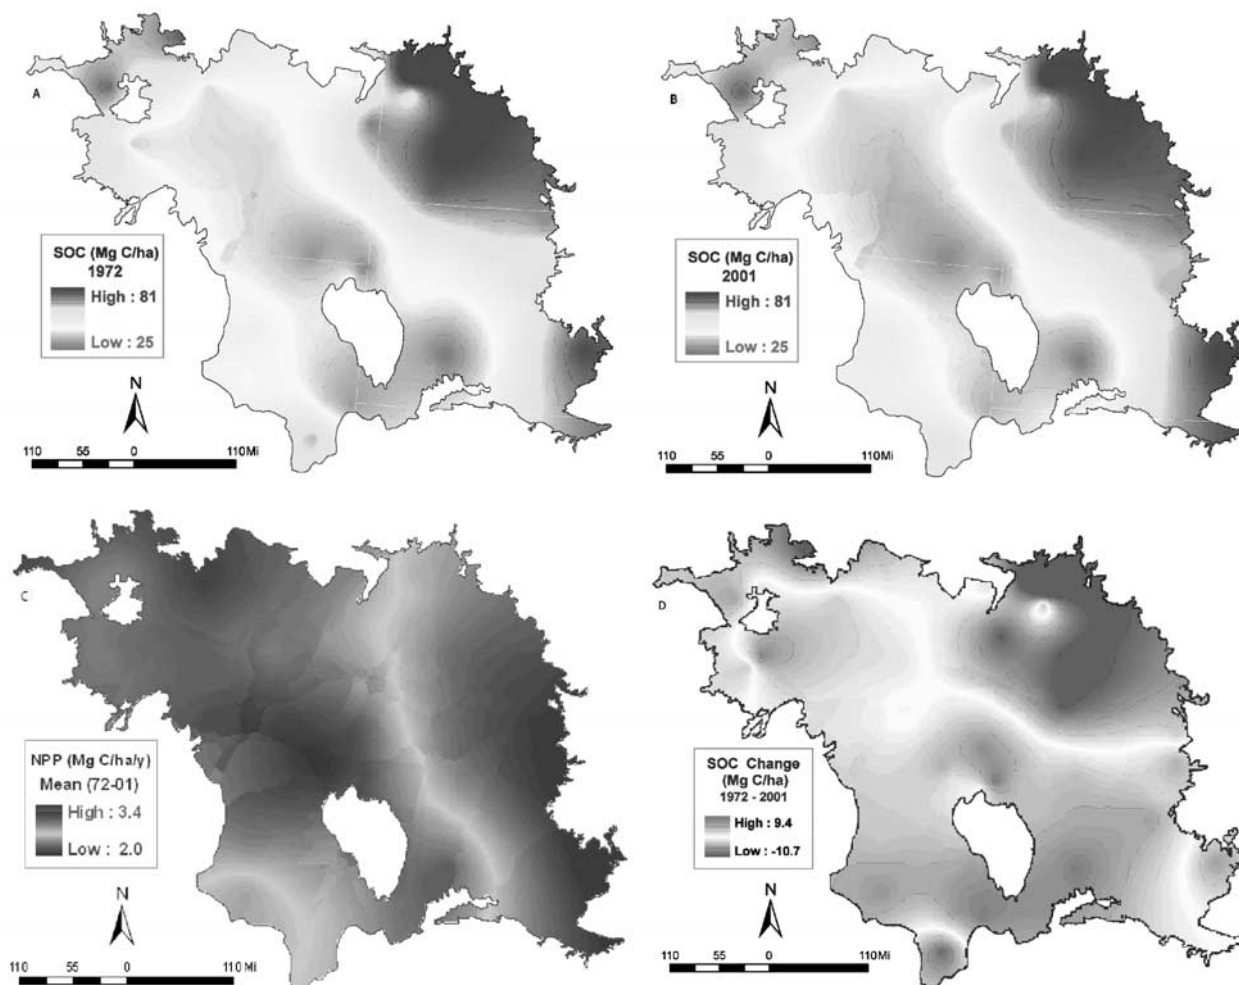 A
SOC (Mg C/ha)
1972
High : 81
Low : 25
N
110 55 0 110Mi
B
SOC (Mg C/ha)
2001
High : 81
Low : 25
N
110 55 0 110Mi
C
NPP (Mg C/ha/y)
Mean (72-01)
High : 3.4
Low : 2.0
N
110 55 0 110Mi
D
SOC Change
(Mg C/ha)
1972 - 2001
High : 9.4
Low : -10.7
N
110 55 0 110Mi